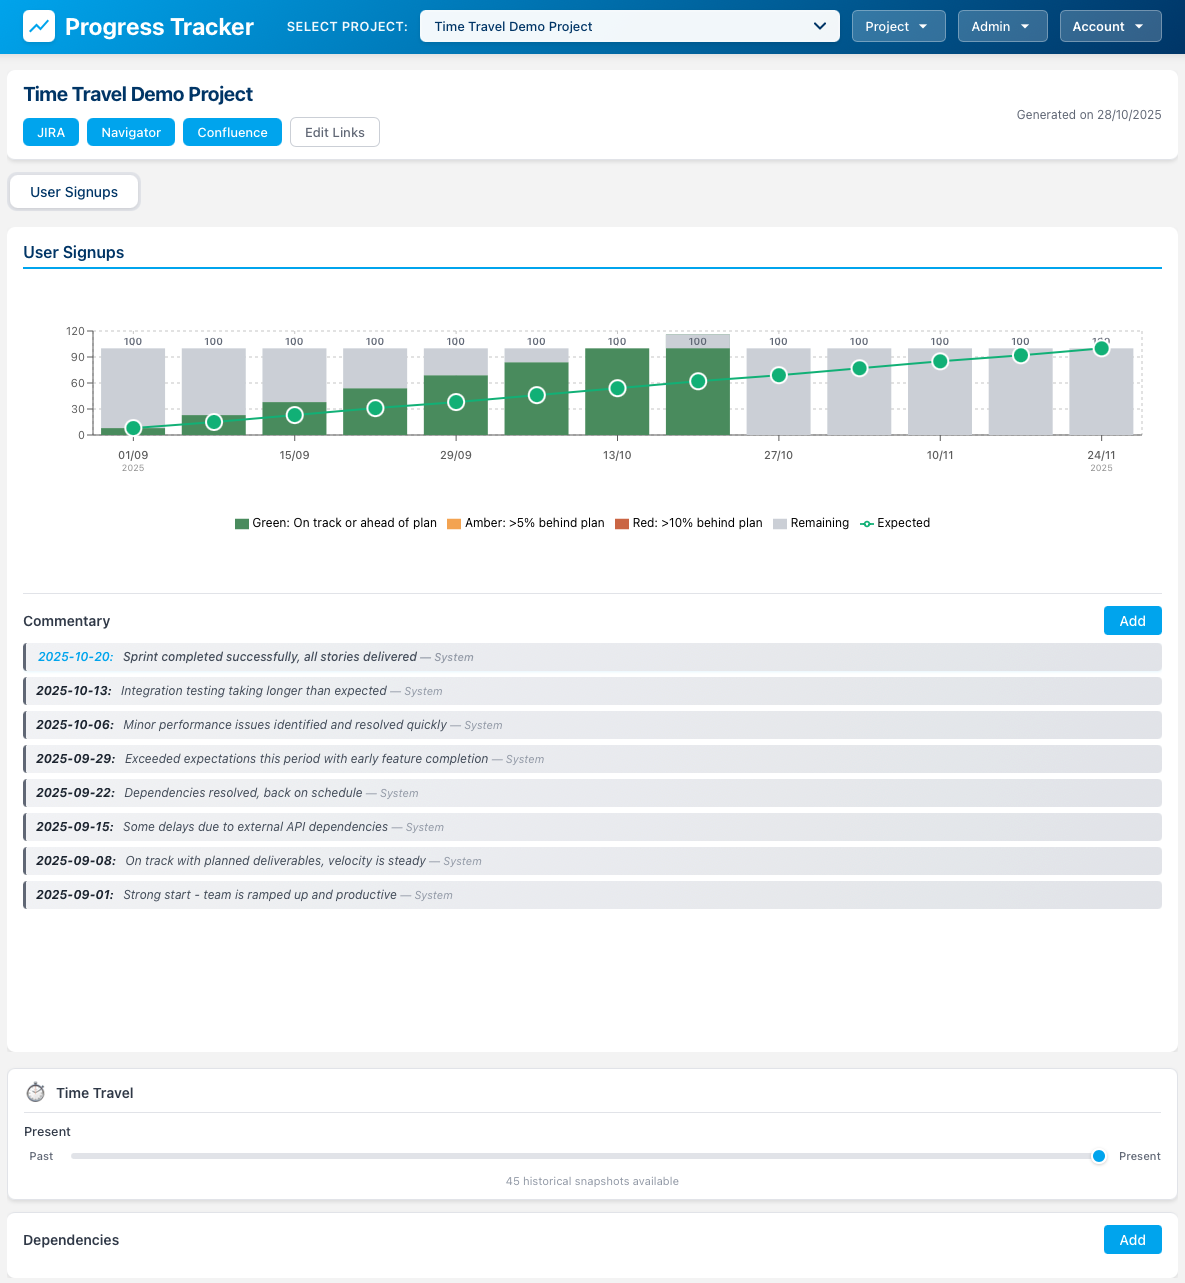 Progress Tracker
SELECT PROJECT:
Time Travel Demo Project
Project
Admin
Account
Time Travel Demo Project
JIRA
Navigator
Confluence
Edit Links
Generated on 28/10/2025
User Signups
User Signups
120
90
60
30
0
100 100 100 100 100 100 100 100 100 100 100 100 100
01/09 15/09 29/09 13/10 27/10 10/11 24/11
2025 2025
Green: On track or ahead of plan Amber: >5% behind plan Red: >10% behind plan Remaining Expected
Commentary
Add
2025-10-20: Sprint completed successfully, all stories delivered — System
2025-10-13: Integration testing taking longer than expected — System
2025-10-06: Minor performance issues identified and resolved quickly — System
2025-09-29: Exceeded expectations this period with early feature completion — System
2025-09-22: Dependencies resolved, back on schedule — System
2025-09-15: Some delays due to external API dependencies — System
2025-09-08: On track with planned deliverables, velocity is steady — System
2025-09-01: Strong start - team is ramped up and productive — System
Time Travel
Present
Past
Present
45 historical snapshots available
Dependencies
Add